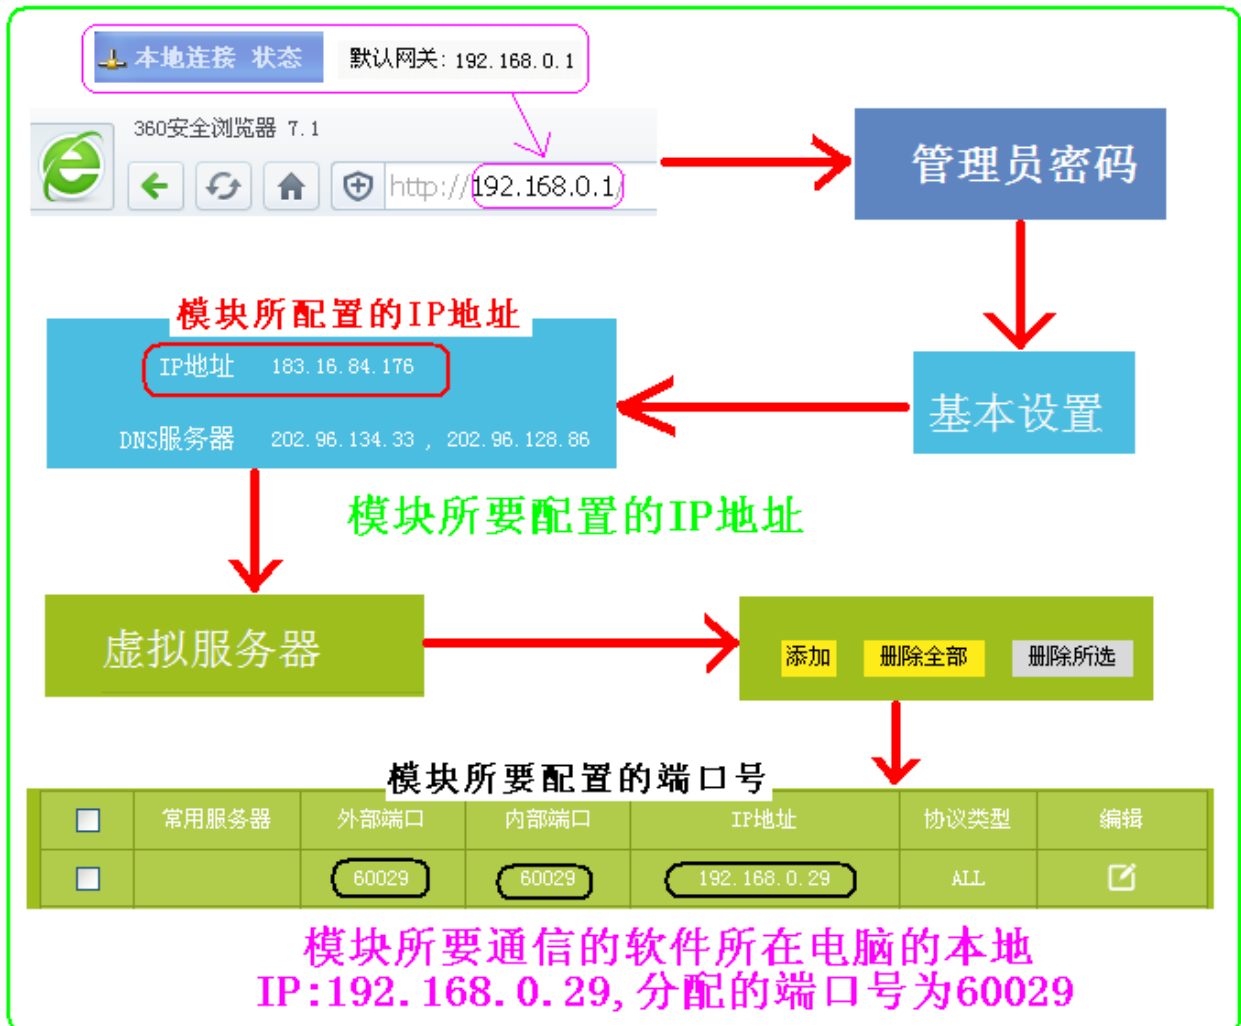 本地连接 状态 默认网关: 192.168.0.1
360安全浏览器 7.1
http://192.168.0.1/
管理员密码
模块所配置的IP地址
IP地址 183.16.84.176
DNS服务器 202.96.134.33 , 202.96.128.86
基本设置
模块所要配置的IP地址
虚拟服务器
添加 删除全部 删除所选
模块所要配置的端口号
常用服务器 外部端口 内部端口 IP地址 协议类型 编辑
60029 60029 192.168.0.29 ALL
模块所要通信的软件所在电脑的本地
IP:192.168.0.29,分配的端口号为60029